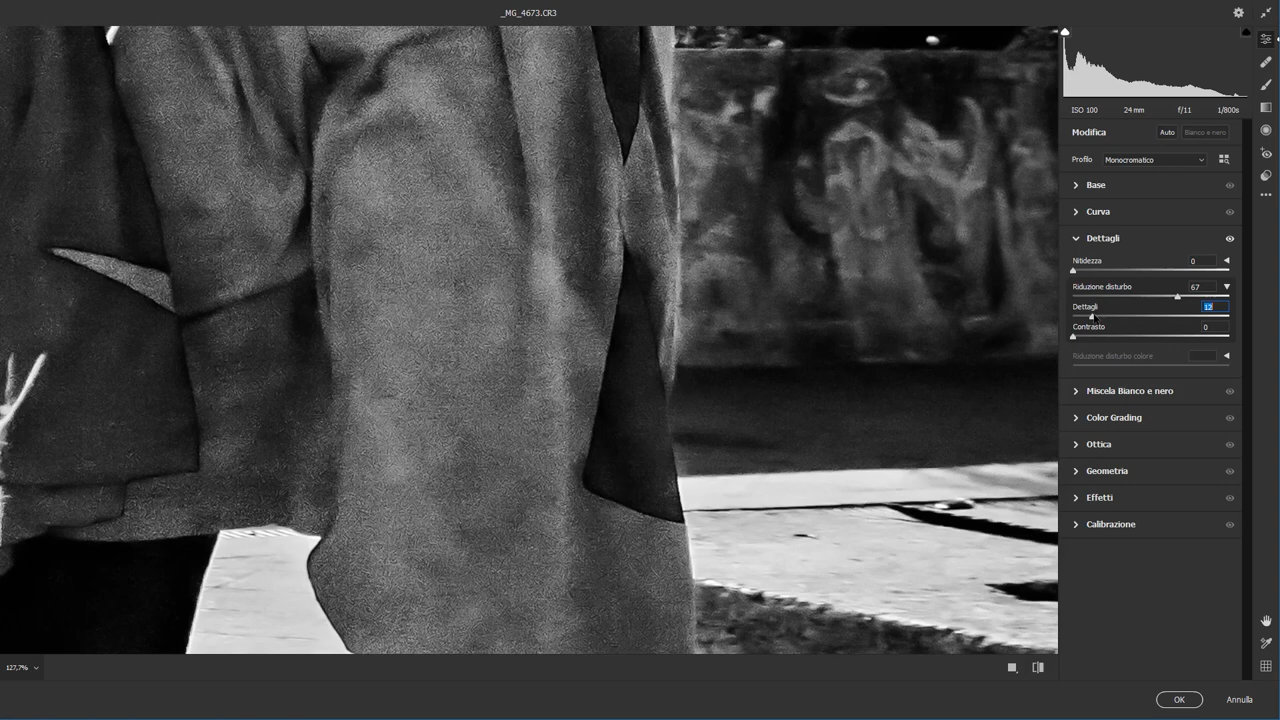 _MG_4673.CR3
ISO 100 24 mm f/11 1/800s
Modifica Auto Bianco e nero
Profilo Monocromatico
Base
Curva
Dettagli
Nitidezza 0
Riduzione disturbo 67
Dettagli 12
Contrasto 0
Riduzione disturbo colore
Miscela Bianco e nero
Color Grading
Ottica
Geometria
Effetti
Calibrazione
127,7%
OK Annulla